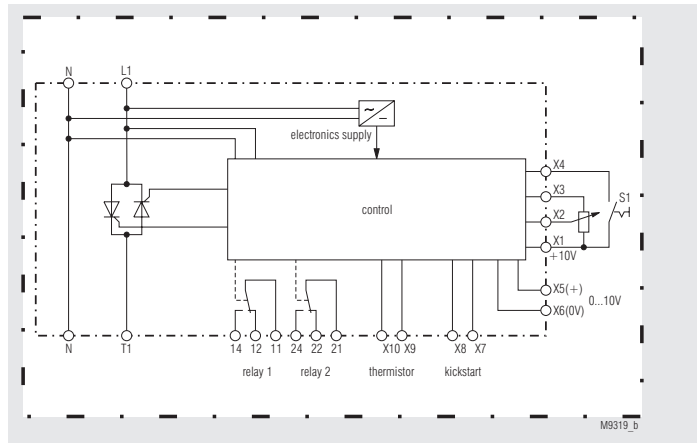 N L1
electronics supply
control
X4
X3
S1
X2
X1
+10V
X5(+)
0...10V
X6(0V)
N T1 14 12 11 24 22 21 X10 X9 X8 X7
relay 1 relay 2 thermistor kickstart
M9319_b